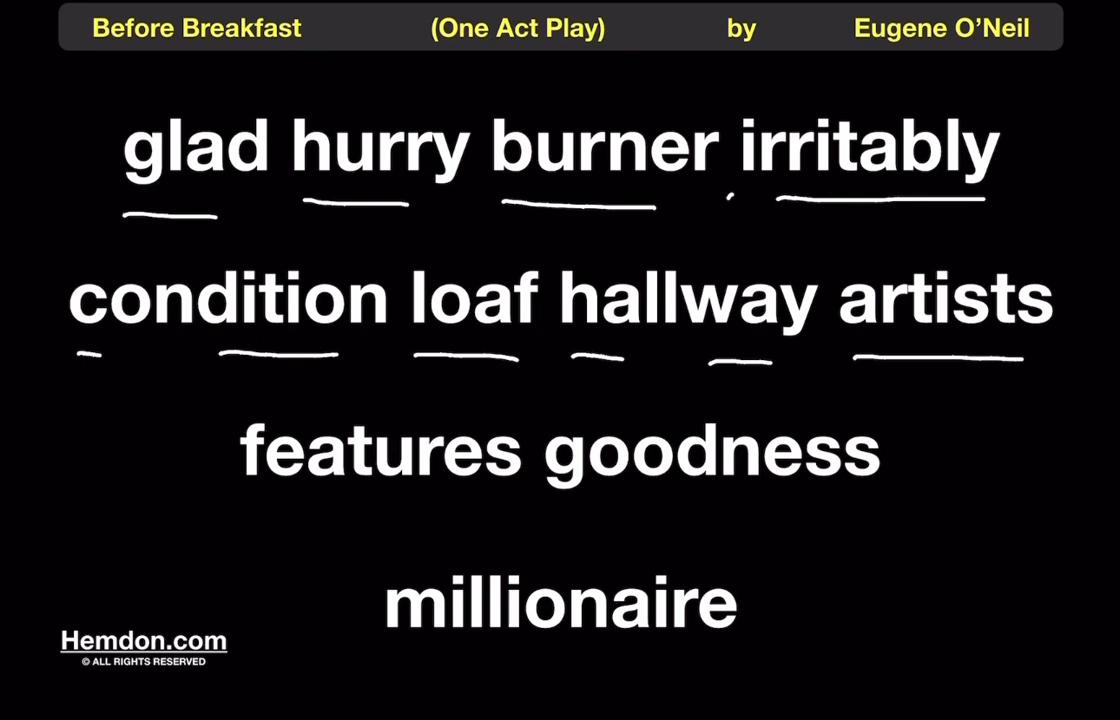 Before Breakfast (One Act Play) by Eugene O’Neil
glad hurry burner irritably
condition loaf hallway artists
features goodness
millionaire
Hemdon.com
© ALL RIGHTS RESERVED